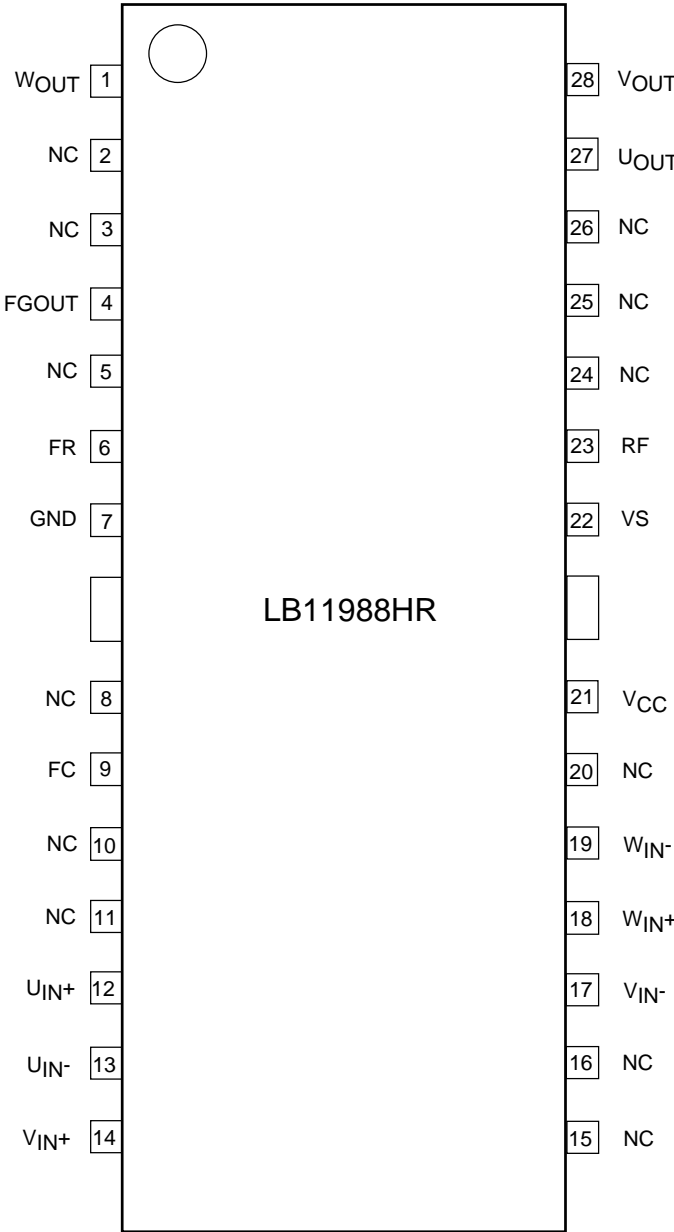 WOUT 1
NC 2
NC 3
FGOUT 4
NC 5
FR 6
GND 7
NC 8
FC 9
NC 10
NC 11
UIN+ 12
UIN- 13
VIN+ 14
LB11988HR
28 VOUT
27 UOUT
26 NC
25 NC
24 NC
23 RF
22 VS
21 VCC
20 NC
19 WIN-
18 WIN+
17 VIN-
16 NC
15 NC